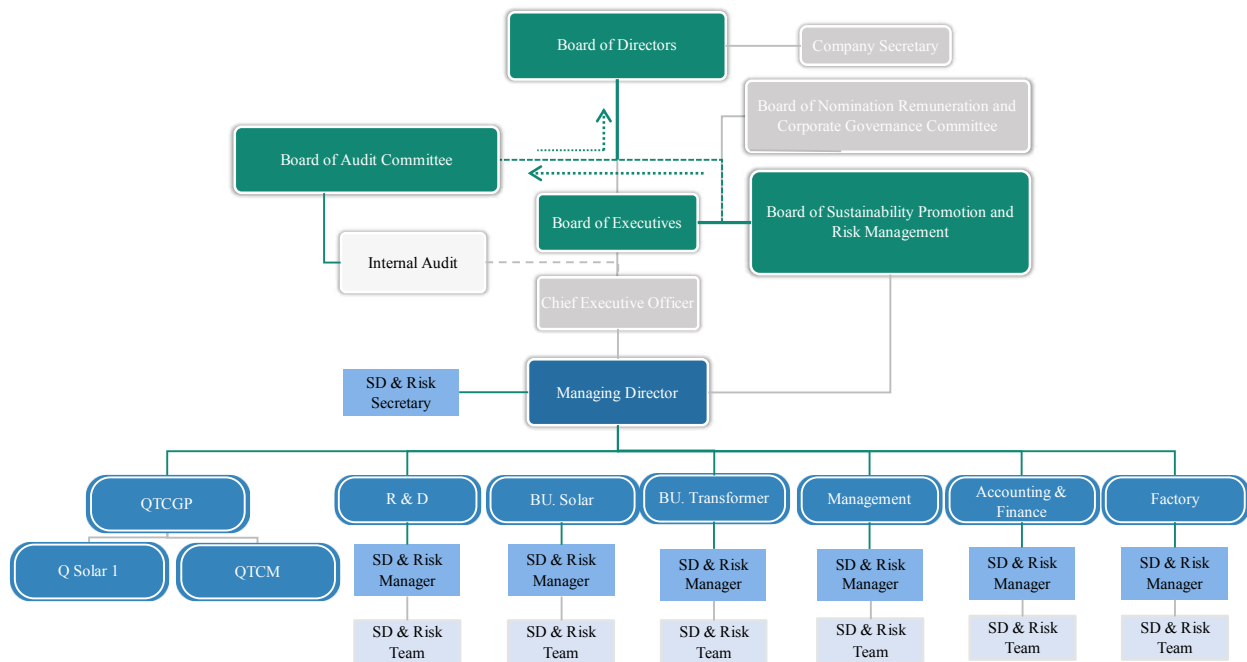 Board of Directors
Company Secretary
Board of Nomination Remuneration and
Corporate Governance Committee
Board of Audit Committee
Board of Executives
Board of Sustainability Promotion and
Risk Management
Internal Audit
Chief Executive Officer
SD & Risk
Secretary
Managing Director
QTCGP
R & D
BU. Solar
BU. Transformer
Management
Accounting &
Finance
Factory
Q Solar 1
QTCM
SD & Risk
Manager
SD & Risk
Manager
SD & Risk
Manager
SD & Risk
Manager
SD & Risk
Manager
SD & Risk
Manager
SD & Risk
Team
SD & Risk
Team
SD & Risk
Team
SD & Risk
Team
SD & Risk
Team
SD & Risk
Team